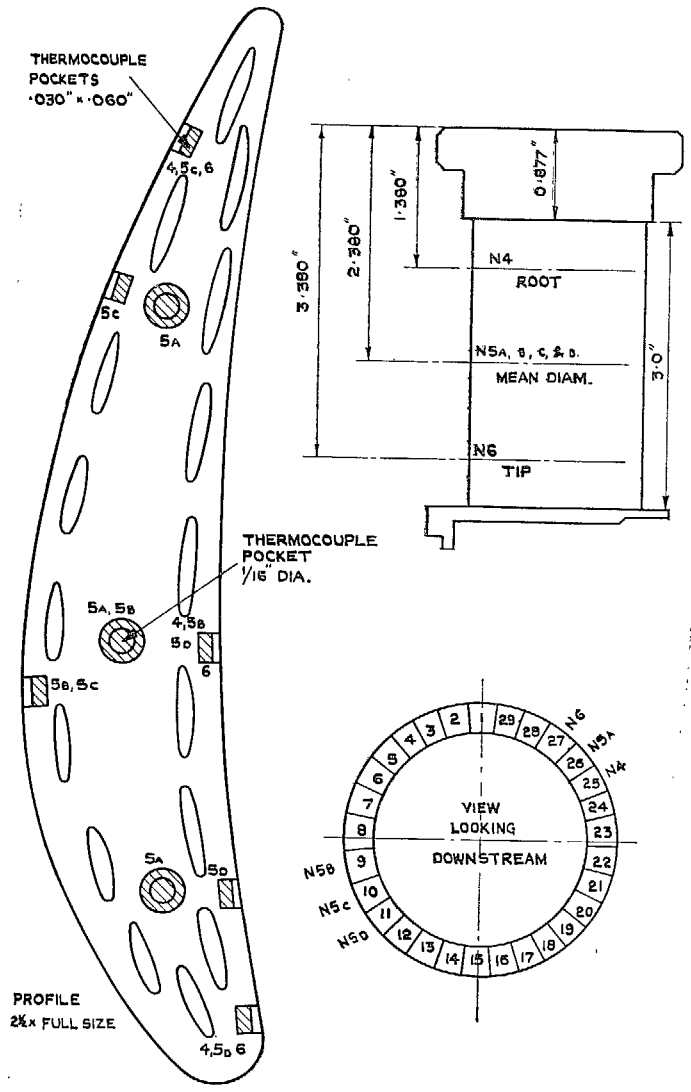 THERMOCOUPLE
POCKETS
·030" × ·060"
4,5C, 6
5C
5A
THERMOCOUPLE
POCKET
1/16" DIA.
5A, 5B
4,5B
5D
6
5B, 5C
5A
5D
4,5D 6
PROFILE
2½× FULL SIZE
0·877"
1·380"
2·380"
3·380"
N4
ROOT
N5A, B, C, & D.
MEAN DIAM.
3·0"
N6
TIP
1
2
3
4
5
6
7
8
9
10
11
12
13
14
15
16
17
18
19
20
21
22
23
24
25
26
27
28
29
N6
N5A
N4
N5B
N5C
N5D
VIEW
LOOKING
DOWNSTREAM